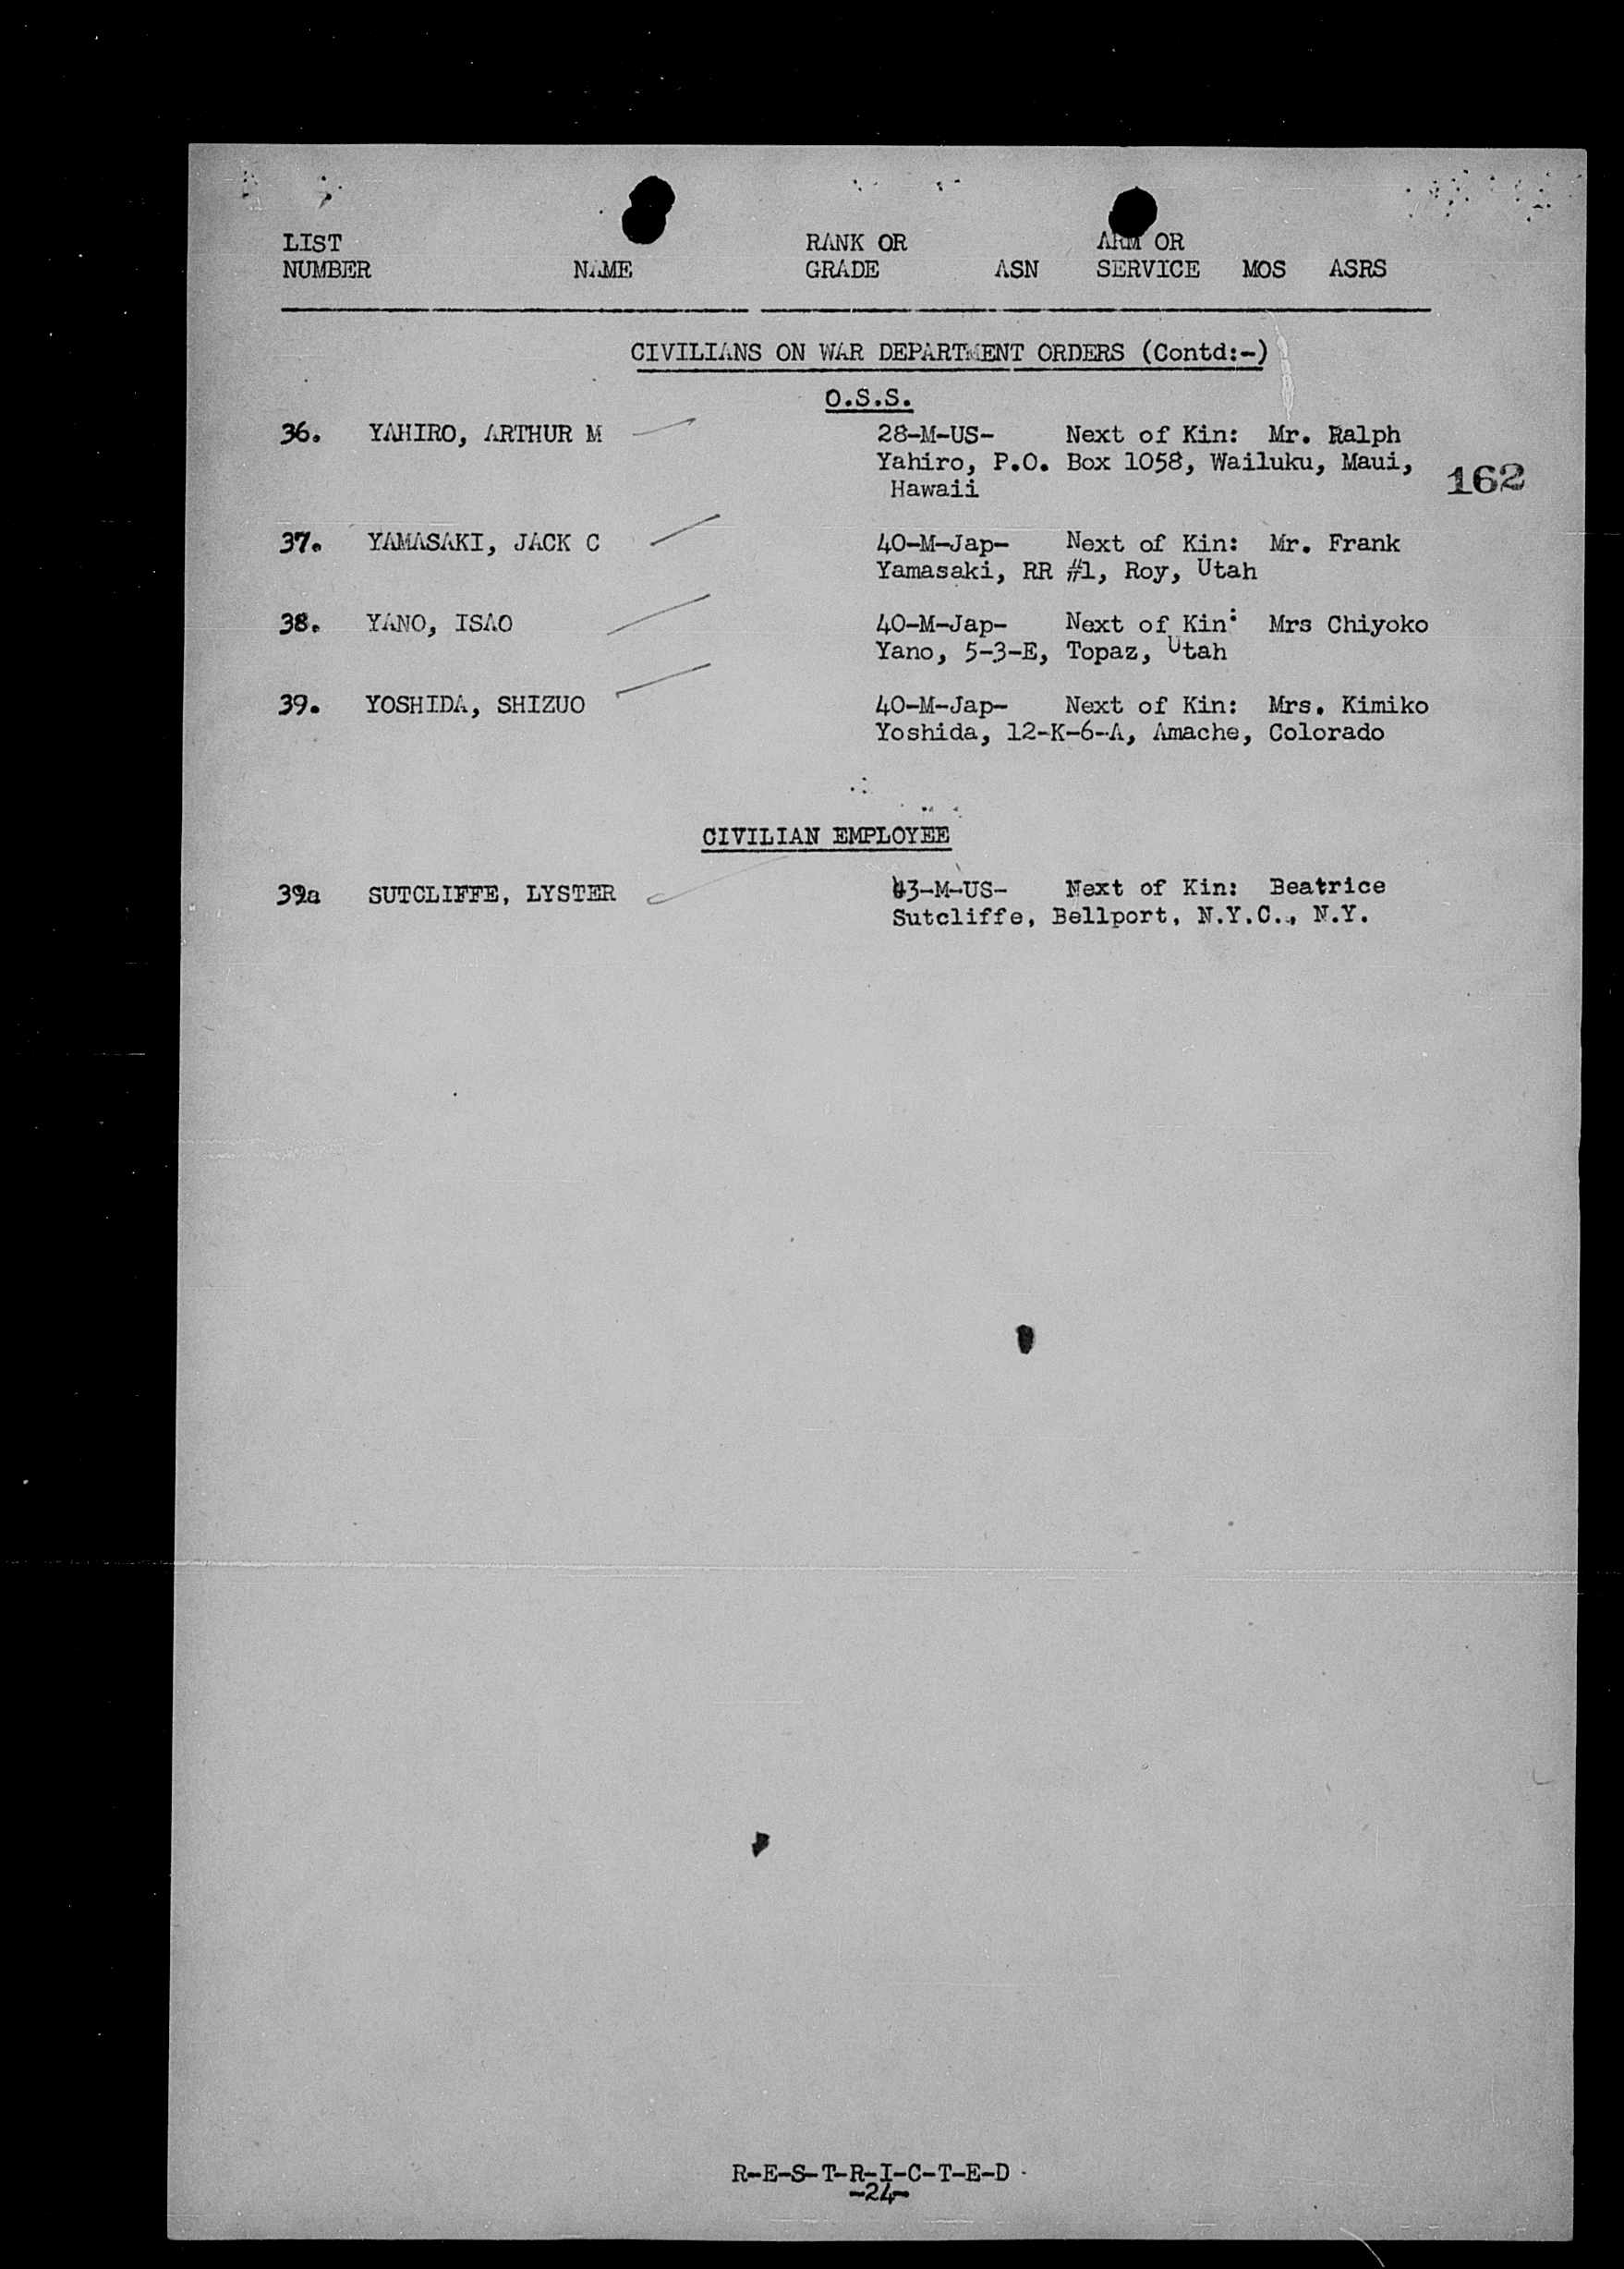 LIST RANK OR ARM OR
NUMBER NAME GRADE ASN SERVICE MOS ASRS
CIVILIANS ON WAR DEPARTMENT ORDERS (Contd:-)
O.S.S.
36. YAHIRO, ARTHUR M 28-M-US- Next of Kin: Mr. Ralph
Yahiro, P.O. Box 1058, Wailuku, Maui,
Hawaii
162
37. YAMASAKI, JACK C 40-M-Jap- Next of Kin: Mr. Frank
Yamasaki, RR #1, Roy, Utah
38. YANO, ISAO 40-M-Jap- Next of Kin: Mrs Chiyoko
Yano, 5-3-E, Topaz, Utah
39. YOSHIDA, SHIZUO 40-M-Jap- Next of Kin: Mrs. Kimiko
Yoshida, 12-K-6-A, Amache, Colorado
CIVILIAN EMPLOYEE
39a SUTCLIFFE, LYSTER 43-M-US- Next of Kin: Beatrice
Sutcliffe, Bellport, N.Y.C., N.Y.
R-E-S-T-R-I-C-T-E-D
-24-